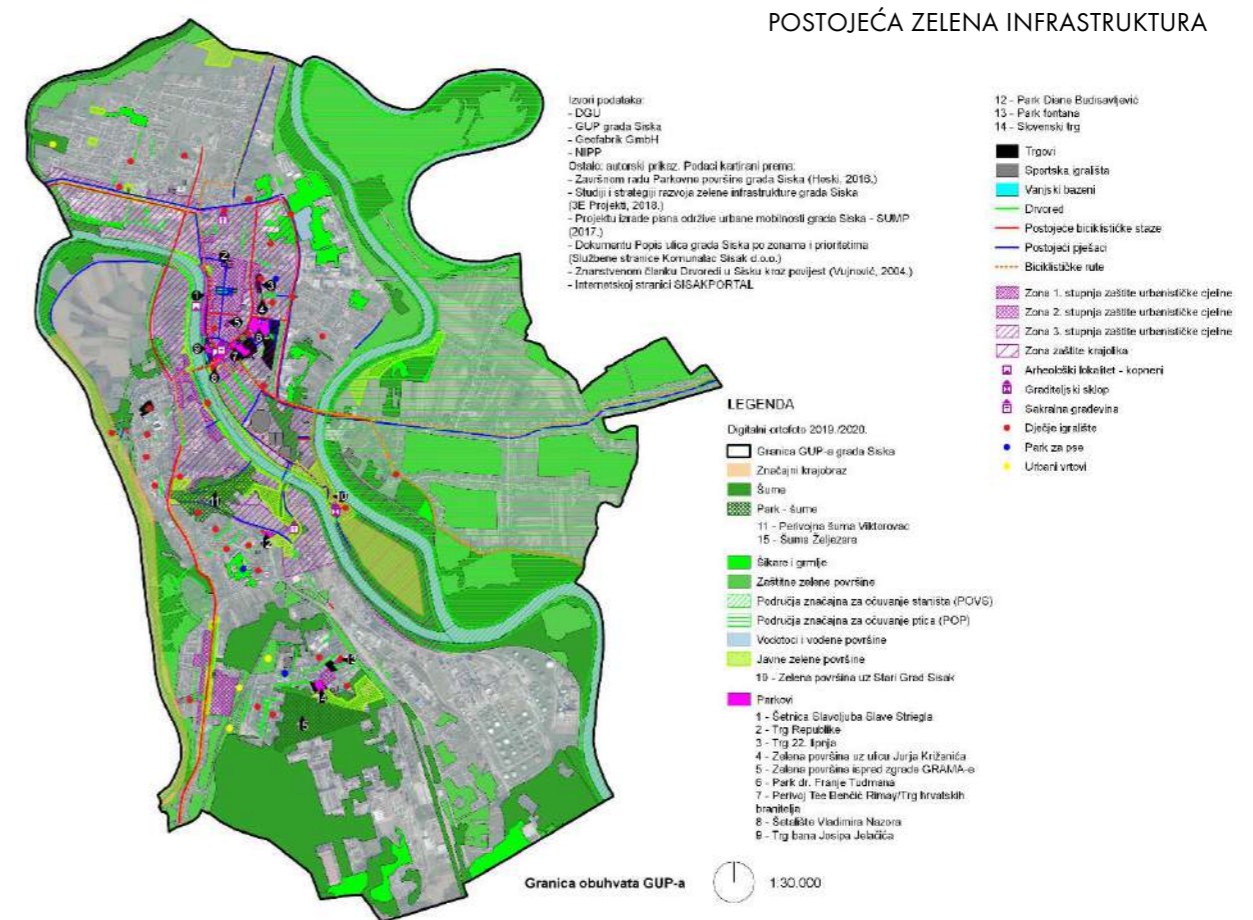 POSTOJEĆA ZELENA INFRASTRUKTURA
Izvori podataka:
- DGU
- GUP grada Siska
- Geofabrik GmbH
- NIPP
Ostalo: autorski prikaz. Podaci kartirani prema:
- Završnom radu Parkovne površine grada Siska (Heski, 2018.)
- Studiji i strategiji razvoja zelene infrastrukture grada Siska
(3E Projekti, 2018.)
- Projektu izrade plana održive urbane mobilnosti grada Siska - SUMP
(2017.)
- Dokumentu Popis ulica grada Siska po zonama i prioritetima
(Službene stranice Komunalac Sisak d.o.o.)
- Znanstvenom članku Drvoredi u Sisku kroz povijest (Vujnović, 2004.)
- Internetskoj stranici SISAKPORTAL
12 - Park Diane Budisavljević
13 - Park fontana
14 - Slovenski trg
Trgovi
Sportska igrališta
Vanjski bazeni
Drvored
Postojeće biciklističke staze
Postojeći pješaci
Biciklističke rute
Zona 1. stupnja zaštite urbanističke cjeline
Zona 2. stupnja zaštite urbanističke cjeline
Zona 3. stupnja zaštite urbanističke cjeline
Zona zaštite krajolika
Arheološki lokalitet - kopneni
Graditeljski sklop
Sakralna građevina
Dječje igralište
Park za pse
Urbani vrtovi
LEGENDA
Digitalni ortofoto 2019./2020.
Granica GUP-a grada Siska
Značajni krajobraz
Šume
Park - šume
11 - Perivojna šuma Viktorovac
15 - Šuma Željezara
Šikare i grmlje
Zaštitne zelene površine
Područja značajna za očuvanje staništa (POVS)
Područja značajna za očuvanje ptica (POP)
Vodotoci i vodene površine
Javne zelene površine
10 - Zelena površina uz Stari Grad Sisak
Parkovi
1 - Šetnica Slavoljuba Slave Striegla
2 - Trg Republike
3 - Trg 22. lipnja
4 - Zelena površina uz ulicu Jurja Križanića
5 - Zelena površina ispred zgrade GRAMA-e
6 - Park dr. Franje Tuđmana
7 - Perivoj Tee Benčić Rimay/Trg hrvatskih
branitelja
8 - Šetalište Vladimira Nazora
9 - Trg bana Josipa Jelačića
Granica obuhvata GUP-a
1:30.000